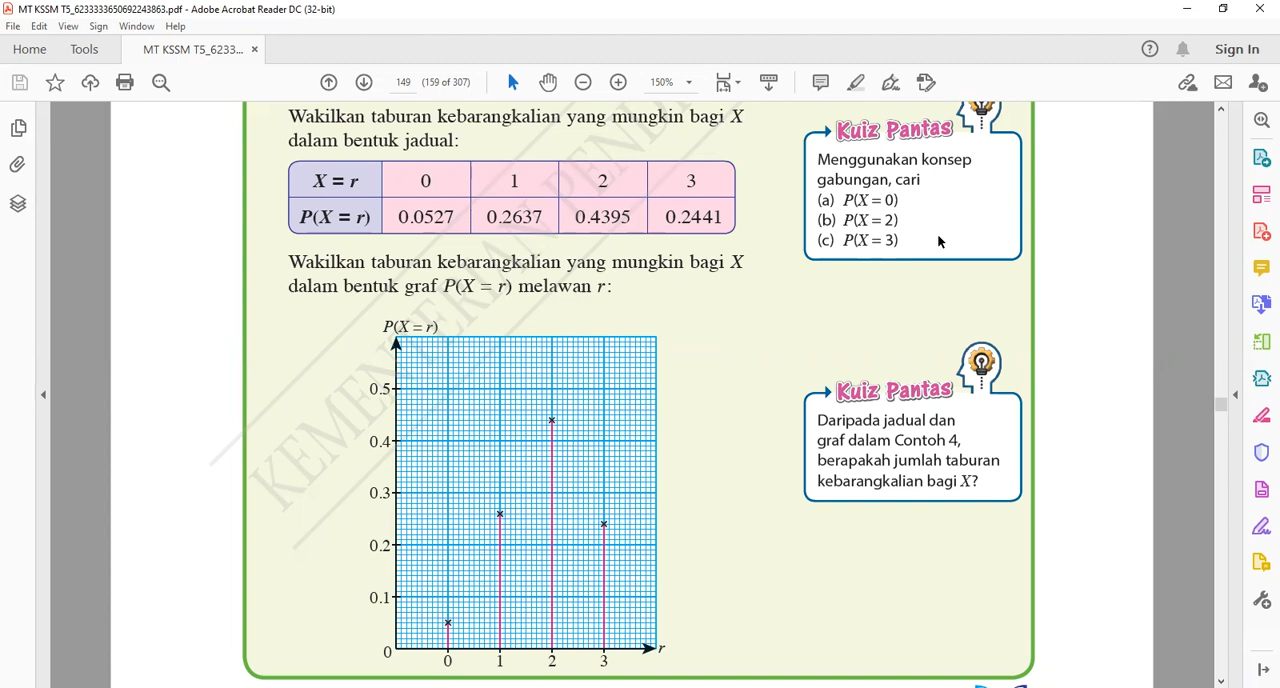 MT KSSM T5_6233333650692243863.pdf - Adobe Acrobat Reader DC (32-bit)
File Edit View Sign Window Help
Home Tools MT KSSM T5_6233... × Sign In
149 (159 of 307) 150%
Wakilkan taburan kebarangkalian yang mungkin bagi X
dalam bentuk jadual:
X = r 0 1 2 3
P(X = r) 0.0527 0.2637 0.4395 0.2441
Wakilkan taburan kebarangkalian yang mungkin bagi X
dalam bentuk graf P(X = r) melawan r:
P(X = r)
0.5
0.4
0.3
0.2
0.1
0
0 1 2 3 r
Kuiz Pantas
Menggunakan konsep
gabungan, cari
(a) P(X = 0)
(b) P(X = 2)
(c) P(X = 3)
Kuiz Pantas
Daripada jadual dan
graf dalam Contoh 4,
berapakah jumlah taburan
kebarangkalian bagi X?
KEMENTERIAN